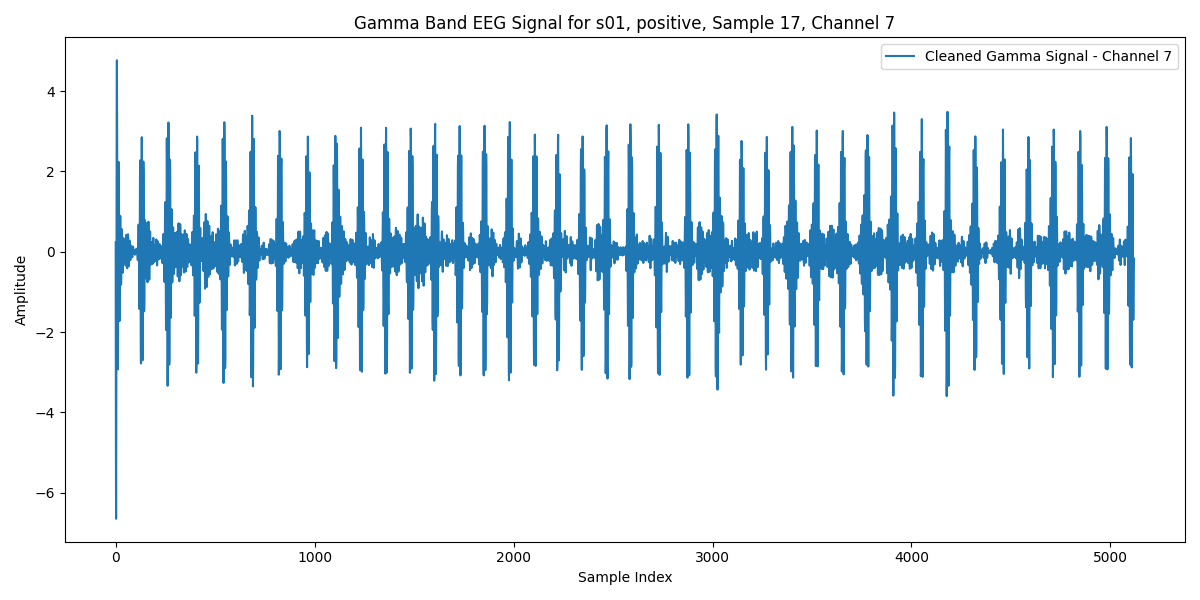 Gamma Band EEG Signal for s01, positive, Sample 17, Channel 7
Cleaned Gamma Signal - Channel 7
Amplitude
4
2
0
−2
−4
−6
0 1000 2000 3000 4000 5000
Sample Index